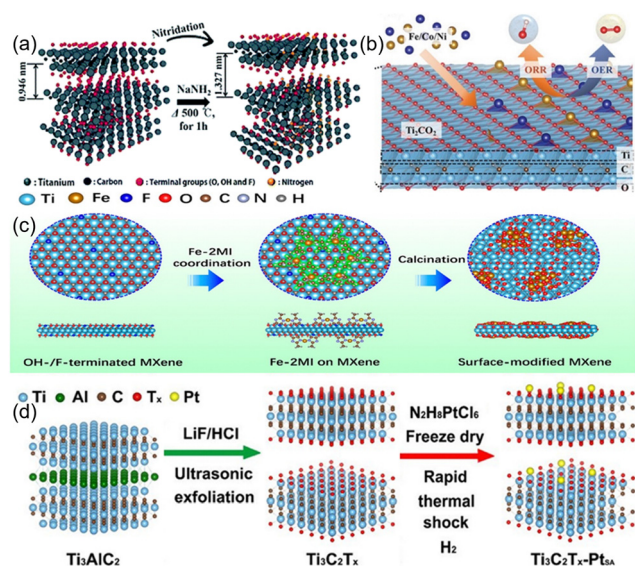 (a)
Nitridation
0.946 nm
NaNH2
Δ 500 °C,
for 1h
1.327 nm
: Titanium : Carbon : Terminal groups (O, OH and F) : Nitrogen
(b)
Fe/Co/Ni
ORR
OER
Ti2CO2
Ti
C
O
Ti Fe F O C N H
(c)
Fe-2MI
coordination
Calcination
OH-/F-terminated MXene
Fe-2MI on MXene
Surface-modified MXene
Ti Al C Tx Pt
(d)
LiF/HCl
Ultrasonic
exfoliation
N2H8PtCl6
Freeze dry
Rapid
thermal
shock
H2
Ti3AlC2
Ti3C2Tx
Ti3C2Tx-PtSA